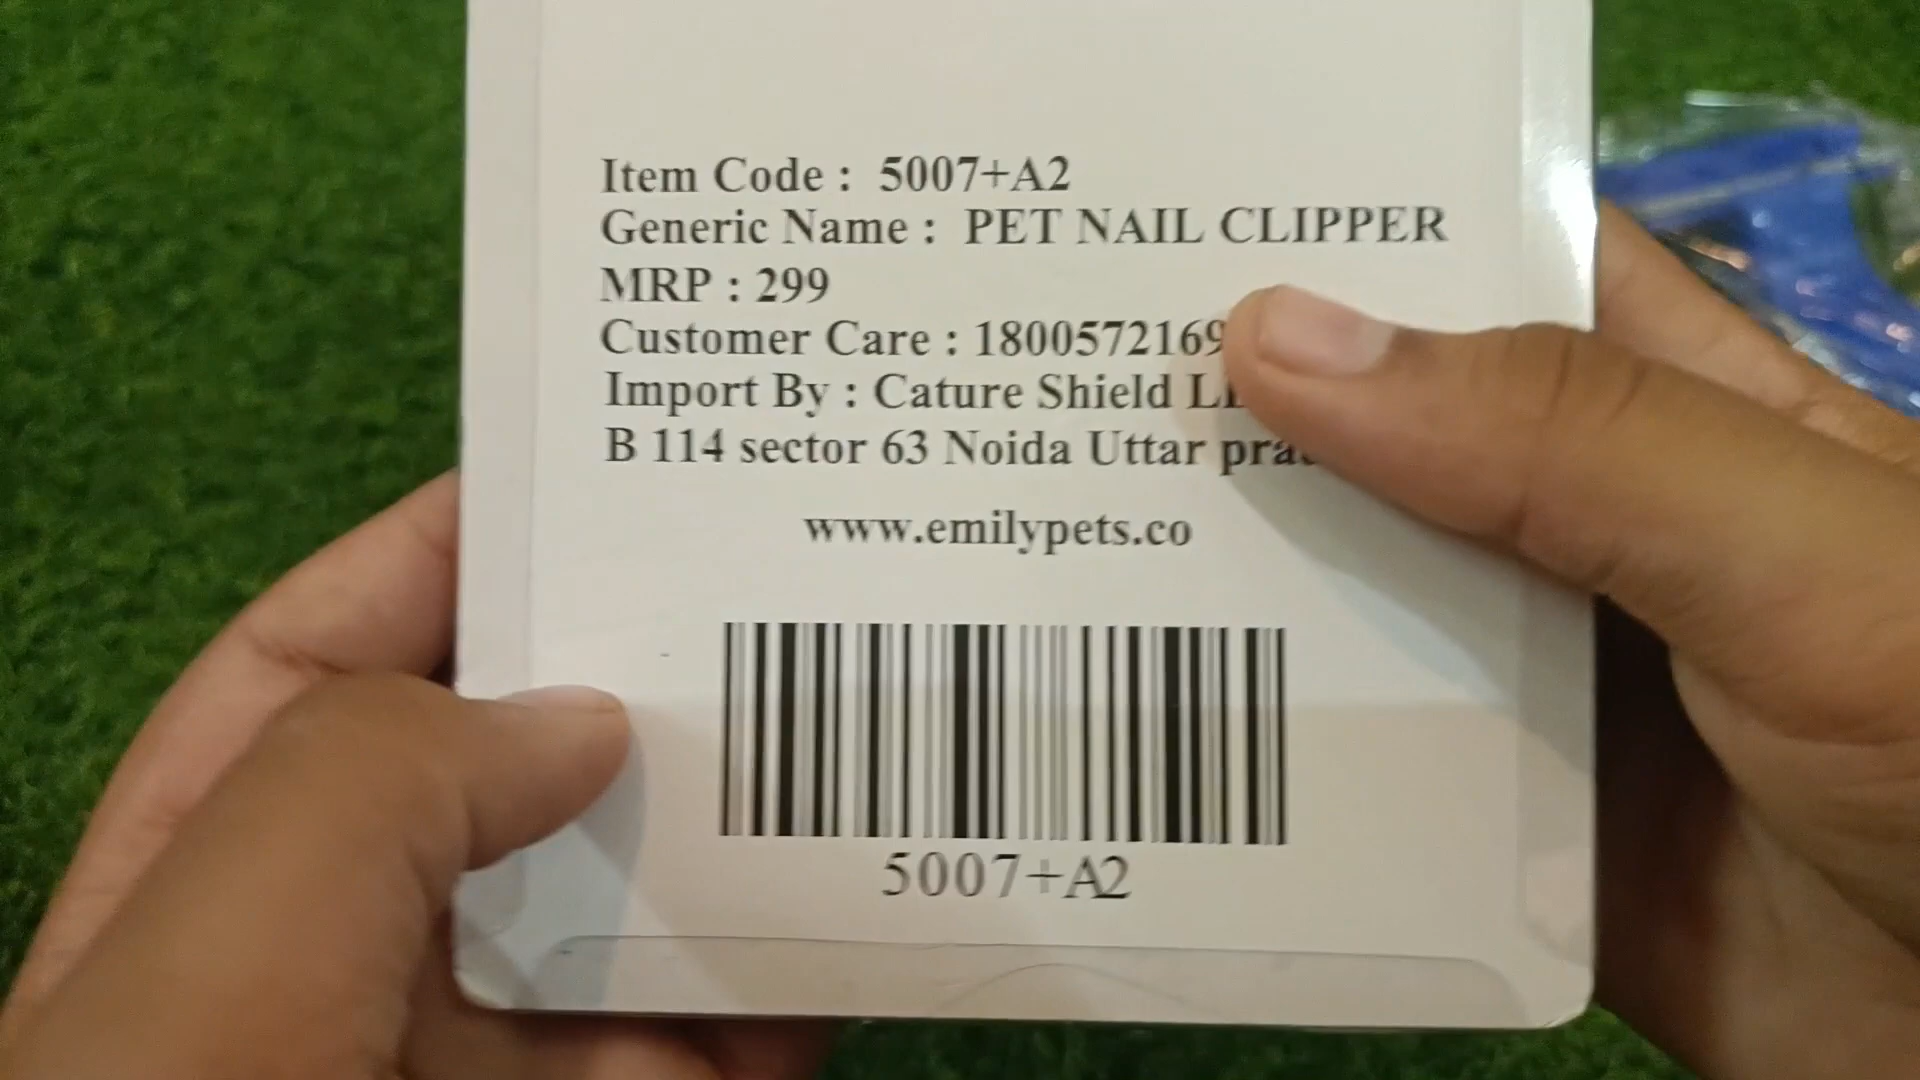 Item Code : 5007+A2
Generic Name : PET NAIL CLIPPER
MRP : 299
Customer Care :
Import By : Cature Shield
B 114 sector 63 Noida Uttar
www.emilypets.co
5007+A2